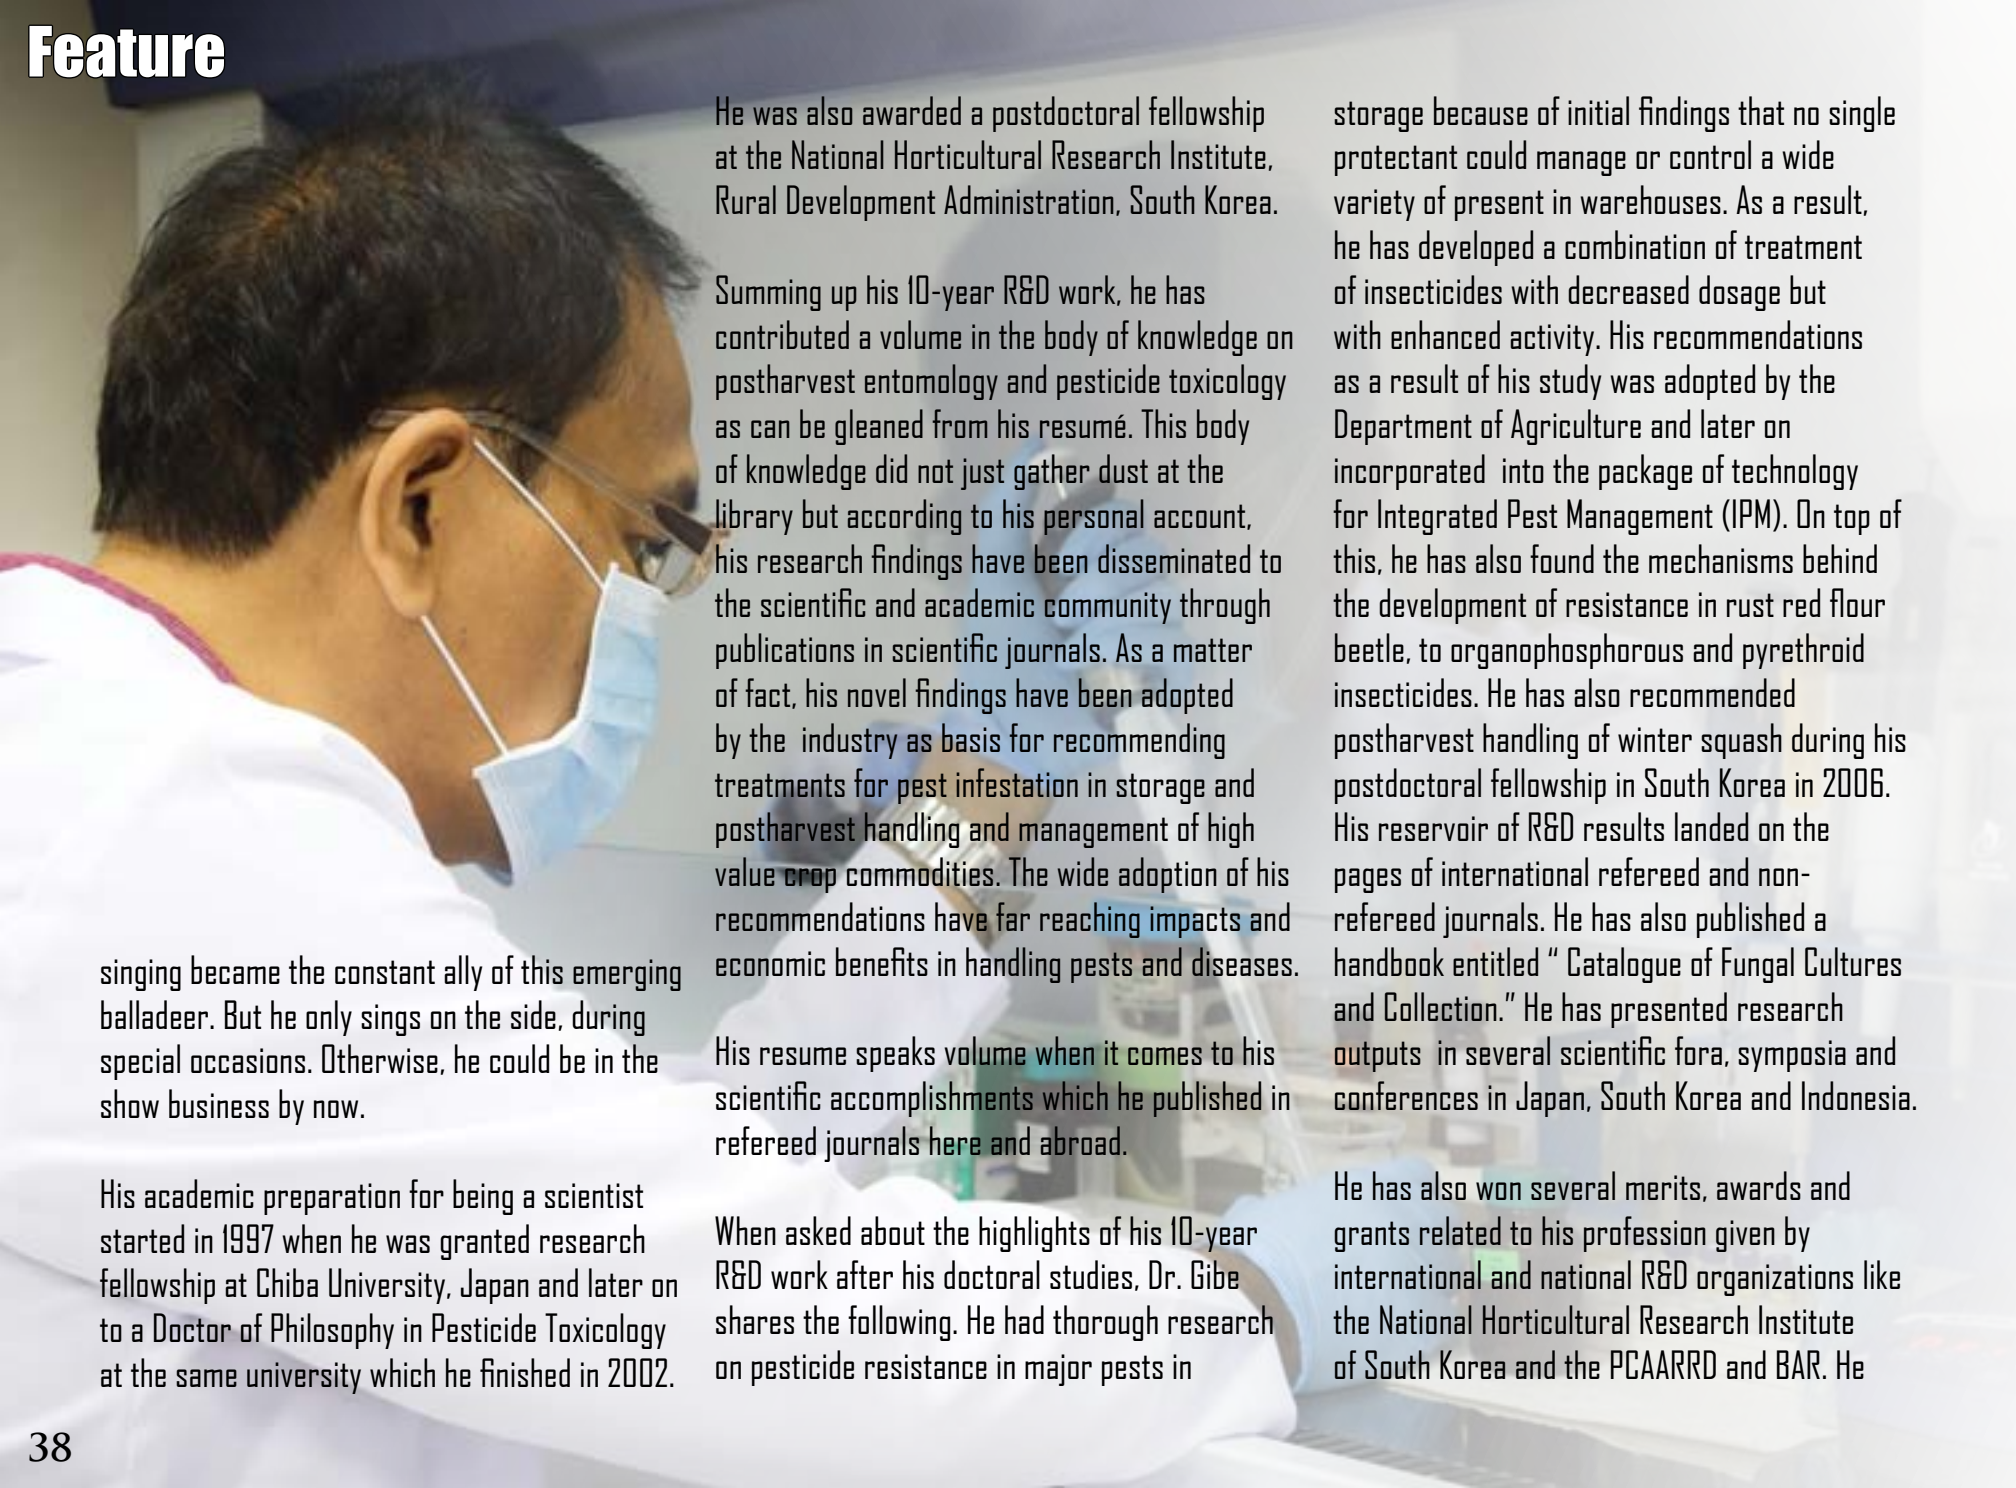 Feature
singing became the constant ally of this emerging
balladeer. But he only sings on the side, during
special occasions. Otherwise, he could be in the
show business by now.
His academic preparation for being a scientist
started in 1997 when he was granted research
fellowship at Chiba University, Japan and later on
to a Doctor of Philosophy in Pesticide Toxicology
at the same university which he finished in 2002.
He was also awarded a postdoctoral fellowship
at the National Horticultural Research Institute,
Rural Development Administration, South Korea.
Summing up his 10-year R&D work, he has
contributed a volume in the body of knowledge on
postharvest entomology and pesticide toxicology
as can be gleaned from his resumé. This body
of knowledge did not just gather dust at the
library but according to his personal account,
his research findings have been disseminated to
the scientific and academic community through
publications in scientific journals. As a matter
of fact, his novel findings have been adopted
by the industry as basis for recommending
treatments for pest infestation in storage and
postharvest handling and management of high
value crop commodities. The wide adoption of his
recommendations have far reaching impacts and
economic benefits in handling pests and diseases.
His resume speaks volume when it comes to his
scientific accomplishments which he published in
refereed journals here and abroad.
When asked about the highlights of his 10-year
R&D work after his doctoral studies, Dr. Gibe
shares the following. He had thorough research
on pesticide resistance in major pests in
storage because of initial findings that no single
protectant could manage or control a wide
variety of present in warehouses. As a result,
he has developed a combination of treatment
of insecticides with decreased dosage but
with enhanced activity. His recommendations
as a result of his study was adopted by the
Department of Agriculture and later on
incorporated into the package of technology
for Integrated Pest Management (IPM). On top of
this, he has also found the mechanisms behind
the development of resistance in rust red flour
beetle, to organophosphorous and pyrethroid
insecticides. He has also recommended
postharvest handling of winter squash during his
postdoctoral fellowship in South Korea in 2006.
His reservoir of R&D results landed on the
pages of international refereed and non-
refereed journals. He has also published a
handbook entitled “ Catalogue of Fungal Cultures
and Collection.” He has presented research
outputs in several scientific fora, symposia and
conferences in Japan, South Korea and Indonesia.
He has also won several merits, awards and
grants related to his profession given by
international and national R&D organizations like
the National Horticultural Research Institute
of South Korea and the PCAARRD and BAR. He
38